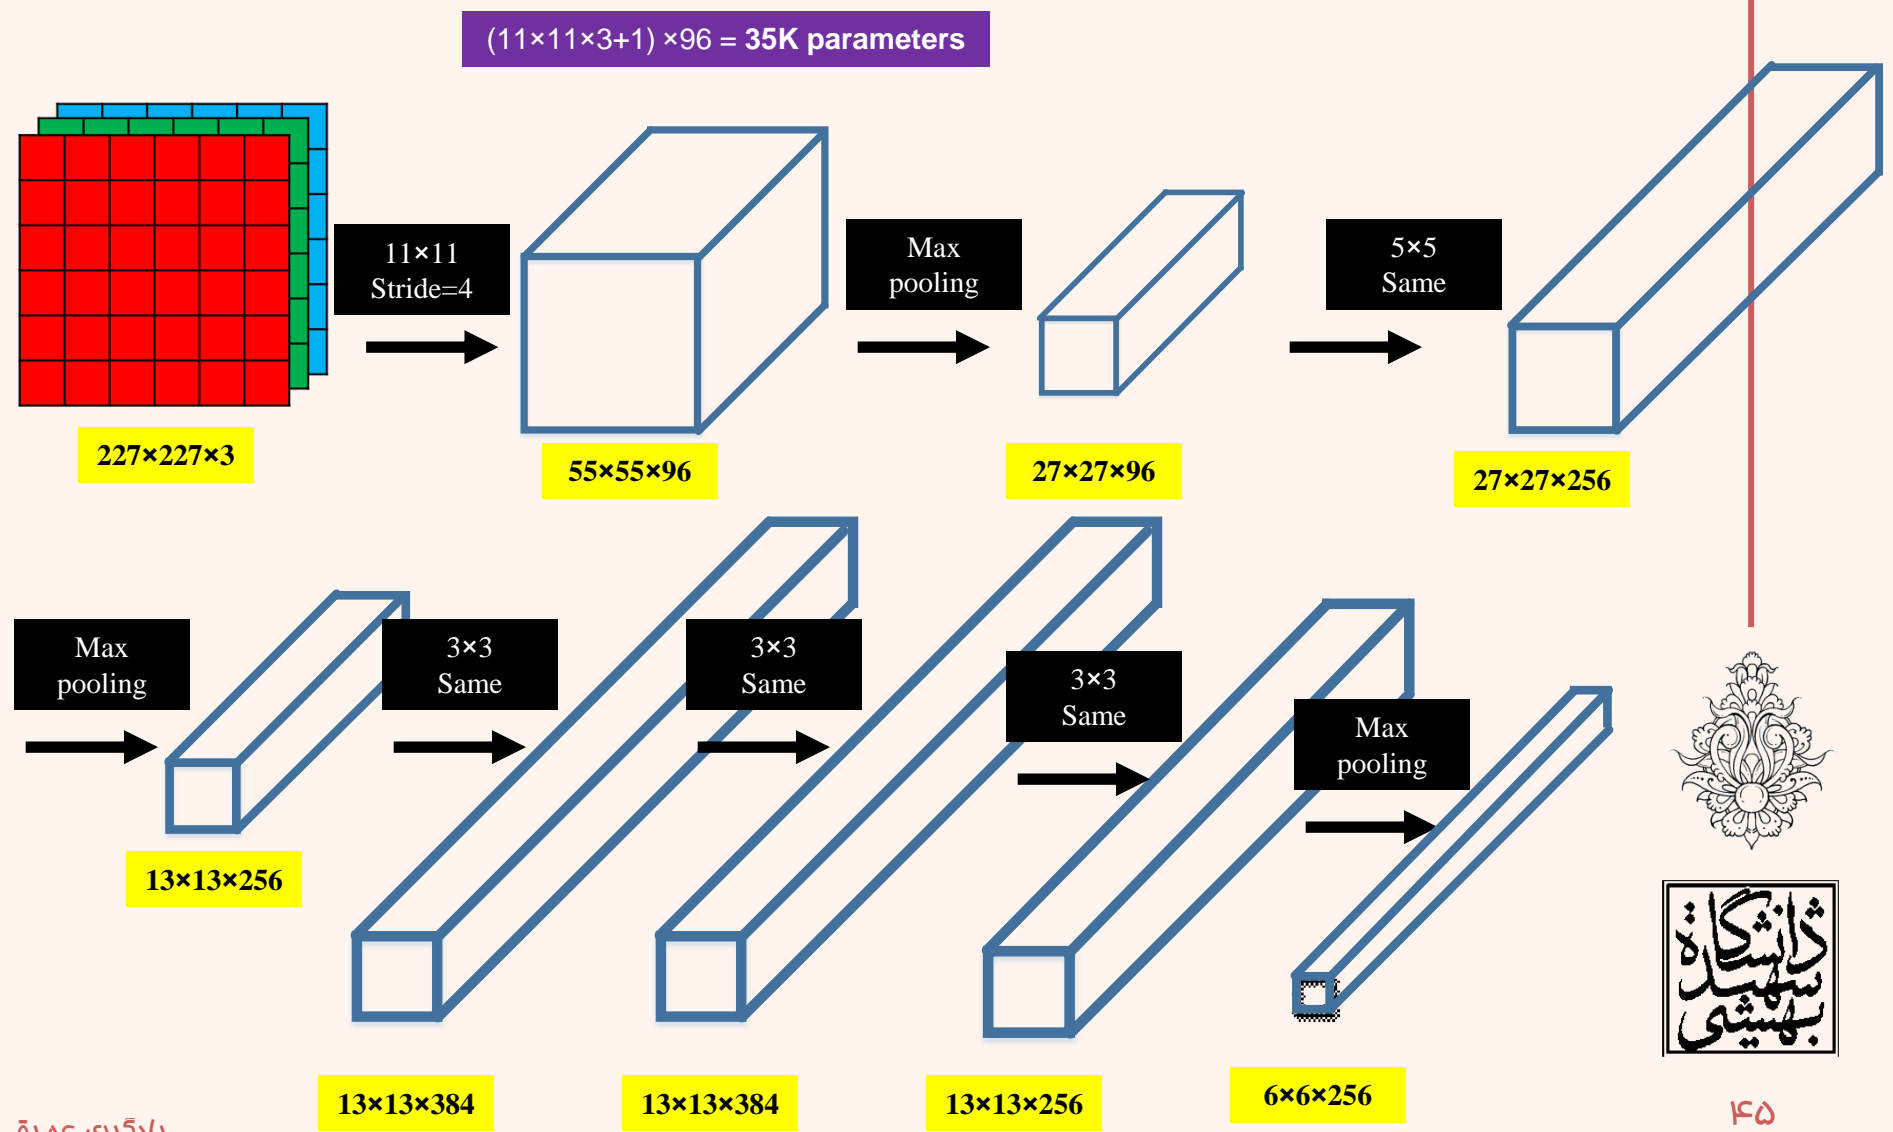 (11×11×3+1) ×96 = 35K parameters
11×11
Stride=4
Max
pooling
5×5
Same
227×227×3
55×55×96
27×27×96
27×27×256
Max
pooling
3×3
Same
3×3
Same
3×3
Same
Max
pooling
13×13×256
13×13×384
13×13×384
13×13×256
6×6×256
دانشگاه
شهید
بهشتی
۴۵